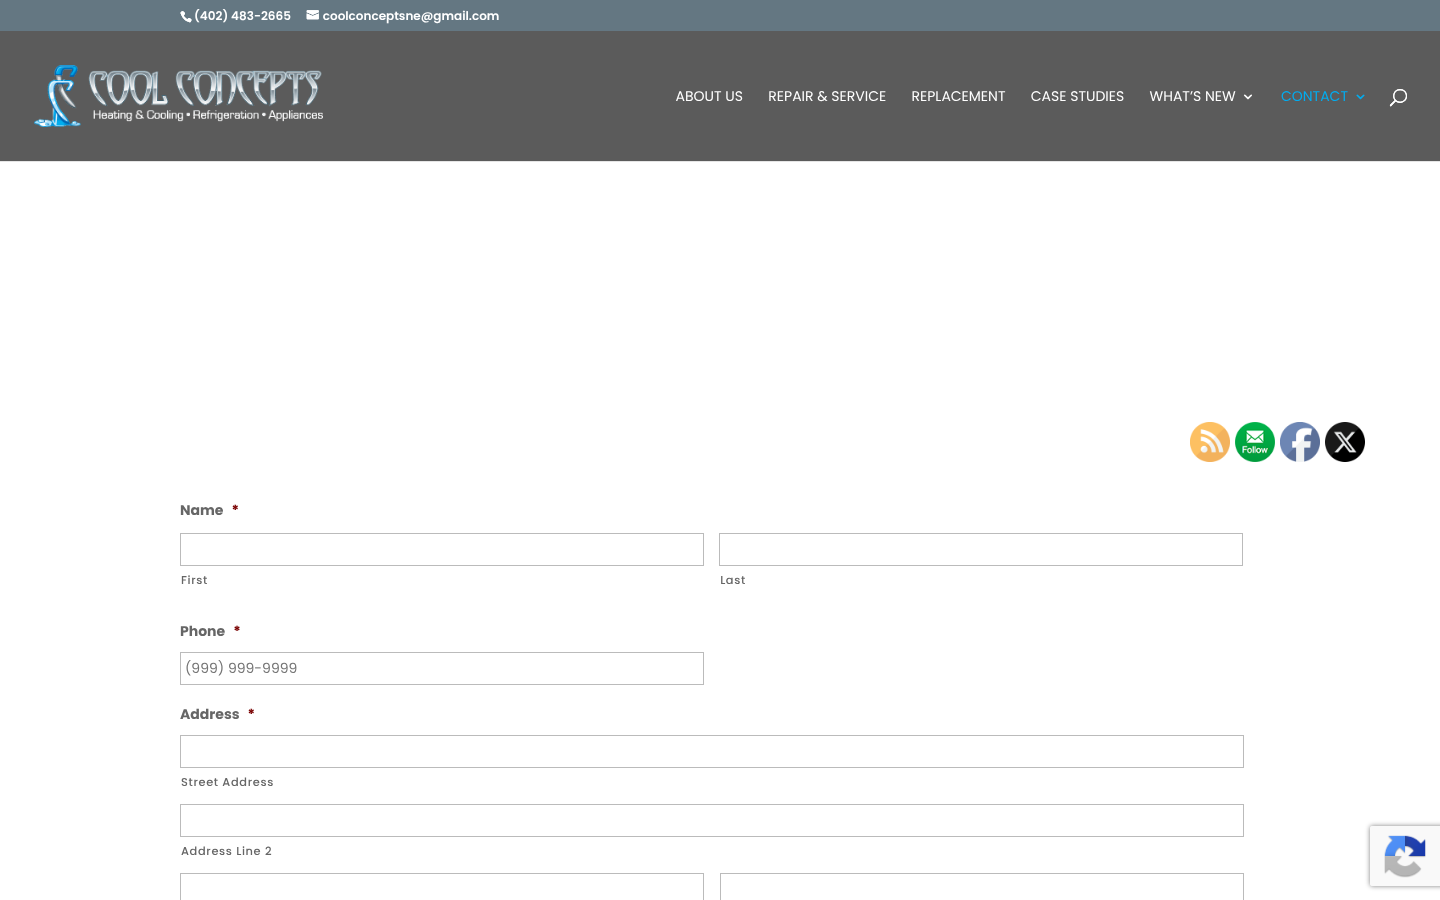 (402) 483-2665 coolconceptsne@gmail.com
COOL CONCEPTS
Heating & Cooling • Refrigeration • Appliances
ABOUT US REPAIR & SERVICE REPLACEMENT CASE STUDIES WHAT’S NEW CONTACT
Follow
Name *
First Last
Phone *
(999) 999-9999
Address *
Street Address
Address Line 2